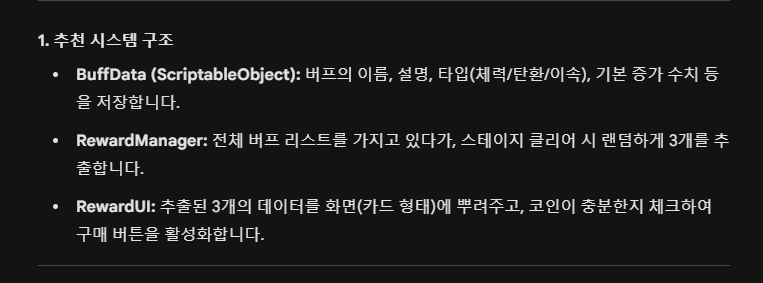 1. 추천 시스템 구조
• BuffData (ScriptableObject): 버프의 이름, 설명, 타입(체력/탄환/이속), 기본 증가 수치 등
을 저장합니다.
• RewardManager: 전체 버프 리스트를 가지고 있다가, 스테이지 클리어 시 랜덤하게 3개를 추
출합니다.
• RewardUI: 추출된 3개의 데이터를 화면(카드 형태)에 뿌려주고, 코인이 충분한지 체크하여
구매 버튼을 활성화합니다.